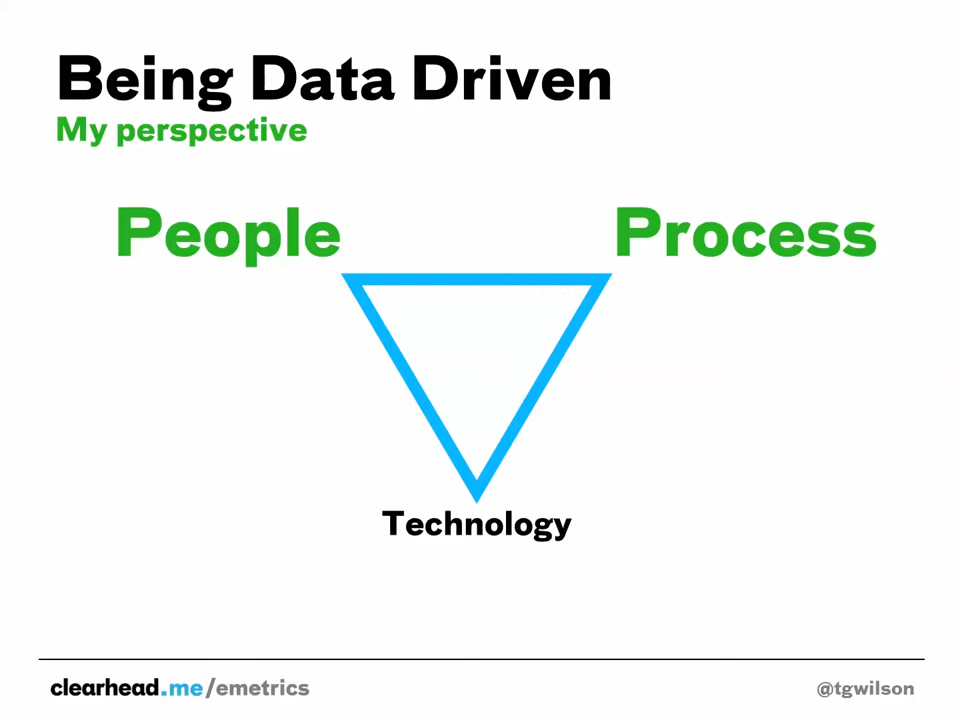 Being Data Driven
My perspective
People Process
Technology
clearhead.me/emetrics @tgwilson